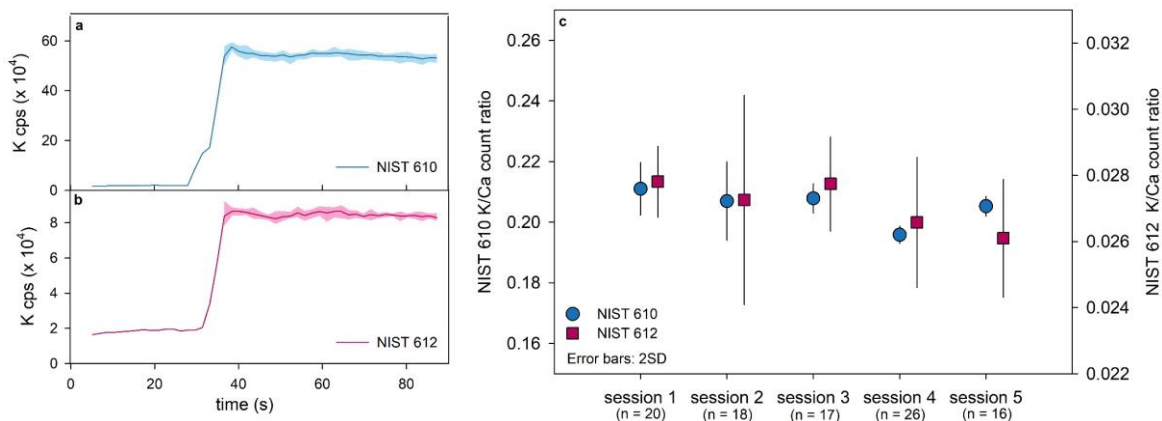 a
K cps (x 10⁴)
60
40
20
0
NIST 610
b
K cps (x 10⁴)
8
6
4
2
0
NIST 612
0 20 40 60 80
time (s)
c
NIST 610 K/Ca count ratio
0.26
0.24
0.22
0.20
0.18
0.16
NIST 610
NIST 612
Error bars: 2SD
session 1 session 2 session 3 session 4 session 5
(n = 20) (n = 18) (n = 17) (n = 26) (n = 16)
0.032
0.030
0.028
0.026
0.024
0.022
NIST 612 K/Ca count ratio